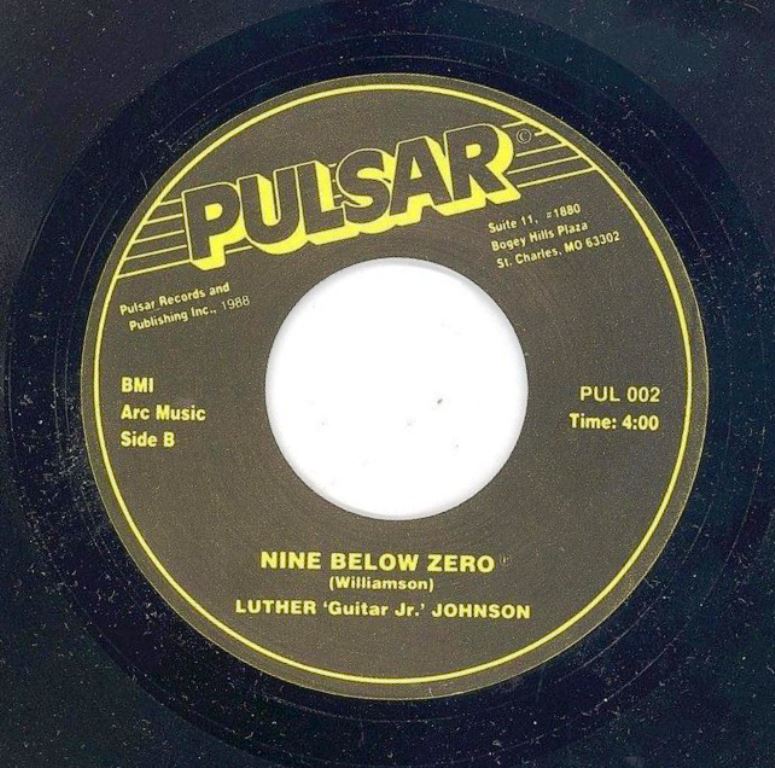 PULSAR ©
Suite 11, #1880
Bogey Hills Plaza
St. Charles, MO 63302
Pulsar Records and
Publishing Inc., 1988
BMI
Arc Music
Side B
PUL 002
Time: 4:00
NINE BELOW ZERO
(Williamson)
LUTHER 'Guitar Jr.' JOHNSON